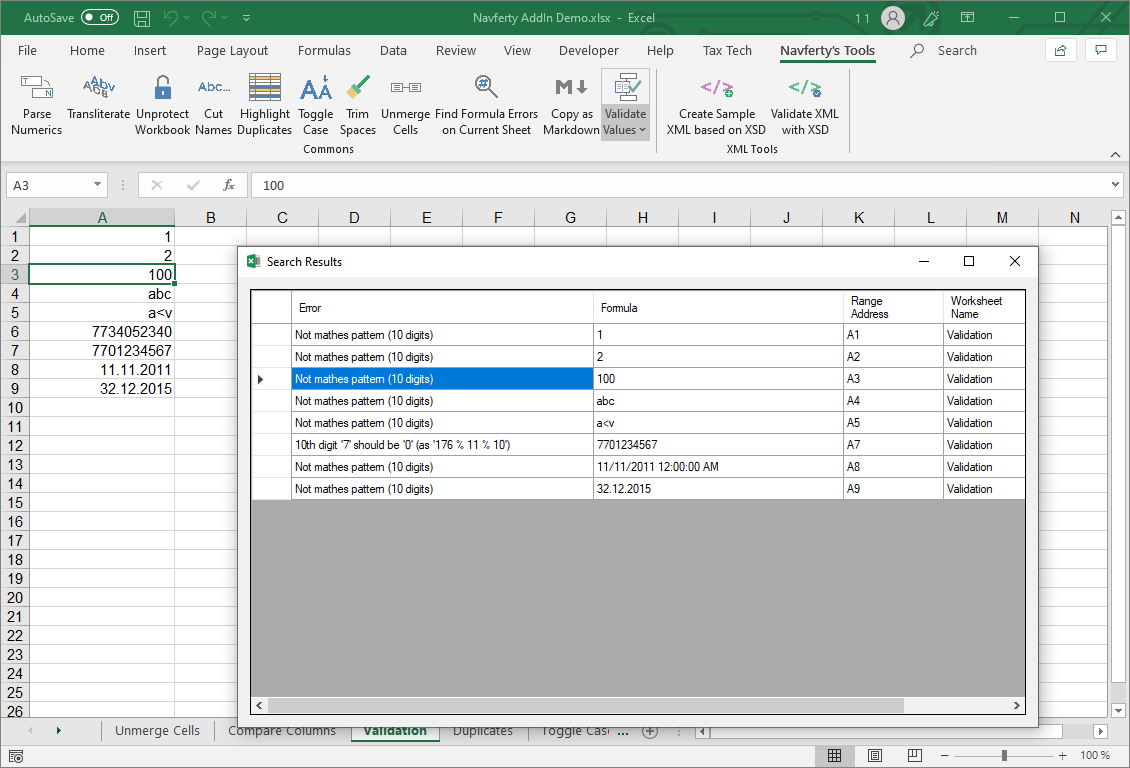 AutoSave Off Navferty AddIn Demo.xlsx - Excel 1 1
File Home Insert Page Layout Formulas Data Review View Developer Help Tax Tech Navferty's Tools Search
Parse Numerics
Transliterate
Unprotect Workbook
Cut Names
Highlight Duplicates
Toggle Case
Trim Spaces
Unmerge Cells
Find Formula Errors on Current Sheet
Copy as Markdown
Validate Values
Create Sample XML based on XSD
Validate XML with XSD
Commons XML Tools
A3 fx 100
A B C D E F G H I J K L M N
1 1
2 2
3 100
4 abc
5 a<v
6 7734052340
7 7701234567
8 11.11.2011
9 32.12.2015
10
11
12
13
14
15
16
17
18
19
20
21
22
23
24
25
26
Search Results
Error Formula Range Address Worksheet Name
Not mathes pattern (10 digits) 1 A1 Validation
Not mathes pattern (10 digits) 2 A2 Validation
Not mathes pattern (10 digits) 100 A3 Validation
Not mathes pattern (10 digits) abc A4 Validation
Not mathes pattern (10 digits) a<v A5 Validation
10th digit '7' should be '0' (as '176 % 11 % 10') 7701234567 A7 Validation
Not mathes pattern (10 digits) 11/11/2011 12:00:00 AM A8 Validation
Not mathes pattern (10 digits) 32.12.2015 A9 Validation
Unmerge Cells Compare Columns Validation Duplicates Toggle Cas ...
100 %